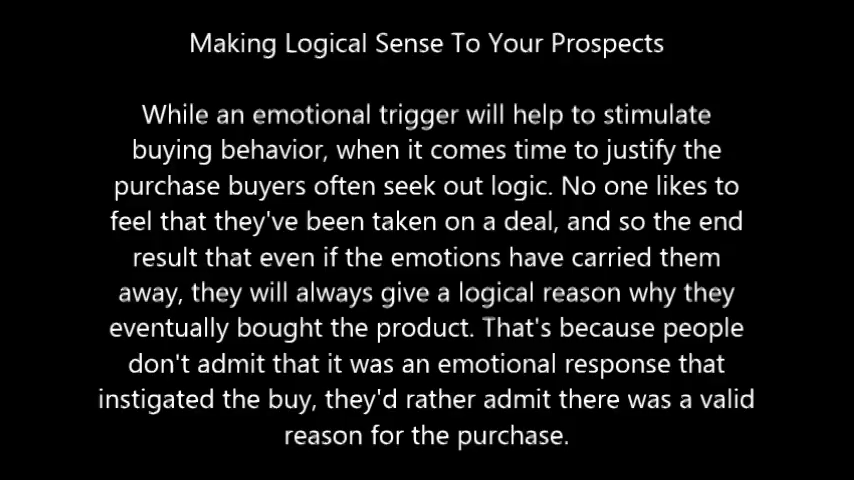 Making Logical Sense To Your Prospects
While an emotional trigger will help to stimulate
buying behavior, when it comes time to justify the
purchase buyers often seek out logic. No one likes to
feel that they've been taken on a deal, and so the end
result that even if the emotions have carried them
away, they will always give a logical reason why they
eventually bought the product. That's because people
don't admit that it was an emotional response that
instigated the buy, they'd rather admit there was a valid
reason for the purchase.